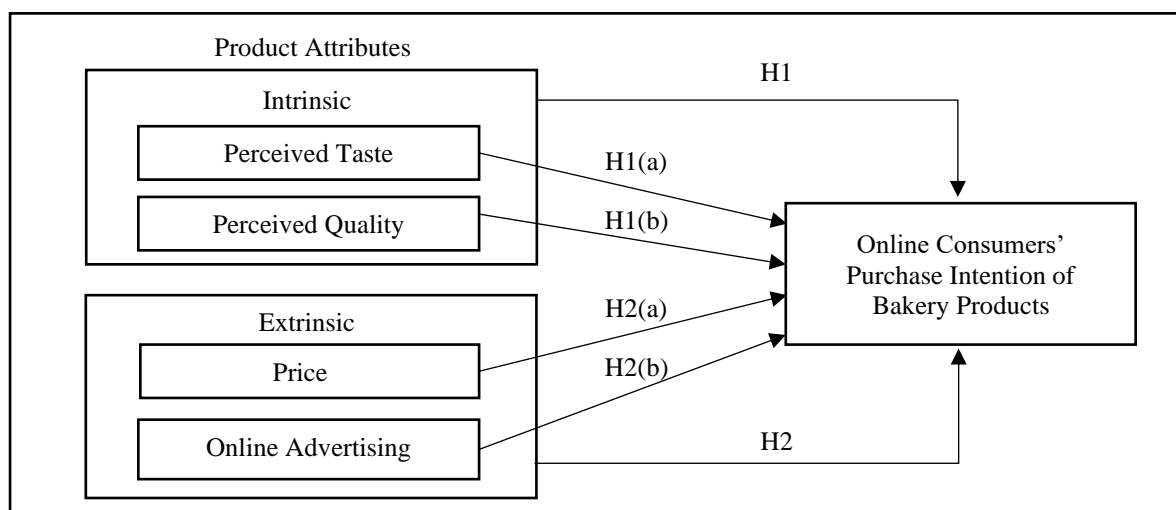 Product Attributes
Intrinsic
H1
Perceived Taste
H1(a)
Perceived Quality
H1(b)
Online Consumers’
Purchase Intention of
Bakery Products
Extrinsic
H2(a)
Price
H2(b)
Online Advertising
H2